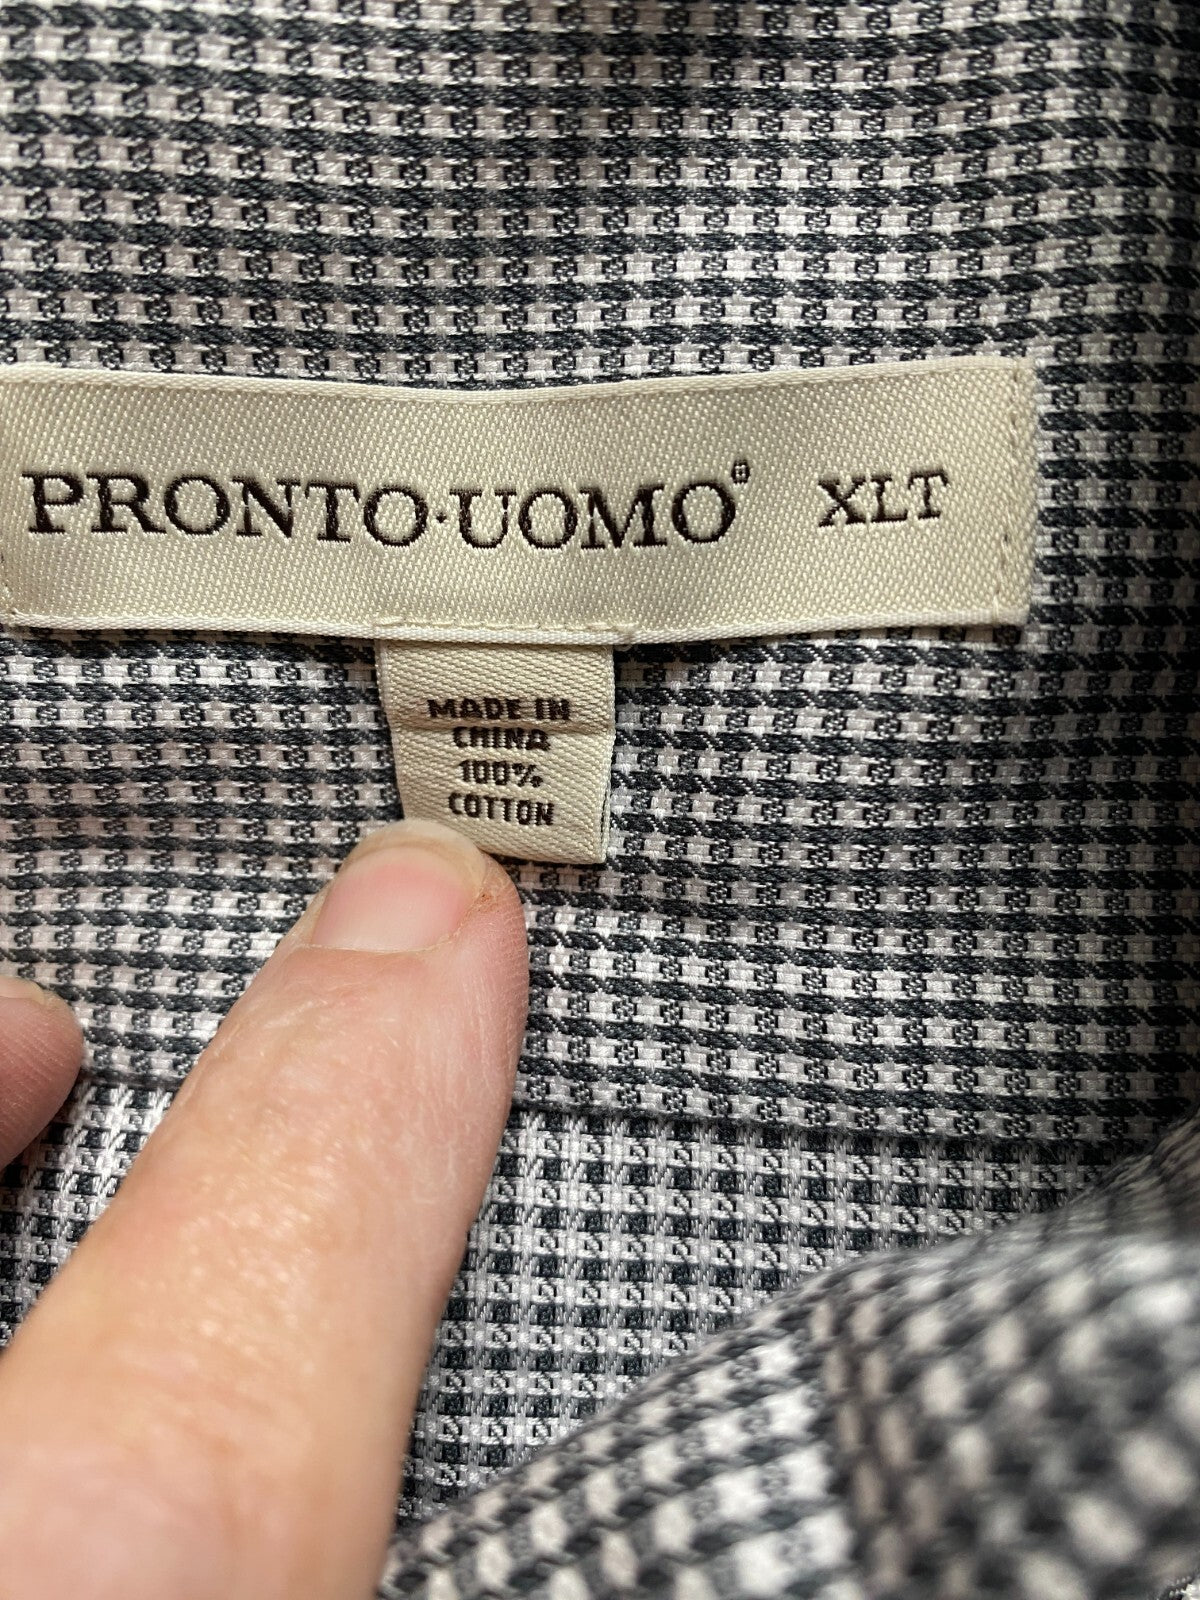 PRONTO·UOMO® XLT
MADE IN
CHINA
100%
COTTON